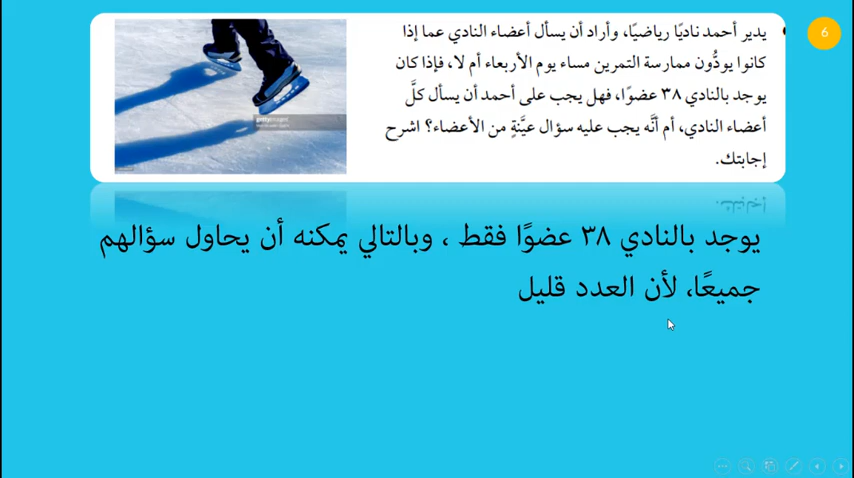 6
يدير أحمد ناديًا رياضيًا، وأراد أن يسأل أعضاء النادي عما إذا
كانوا يودُّون ممارسة التمرين مساء يوم الأربعاء أم لا، فإذا كان
يوجد بالنادي ٣٨ عضوًا، فهل يجب على أحمد أن يسأل كلَّ
أعضاء النادي، أم أنَّه يجب عليه سؤال عيَّنةٍ من الأعضاء؟ اشرح
إجابتك.
gettyimages
يوجد بالنادي ٣٨ عضوًا فقط ، وبالتالي يمكنه أن يحاول سؤالهم
جميعًا، لأن العدد قليل